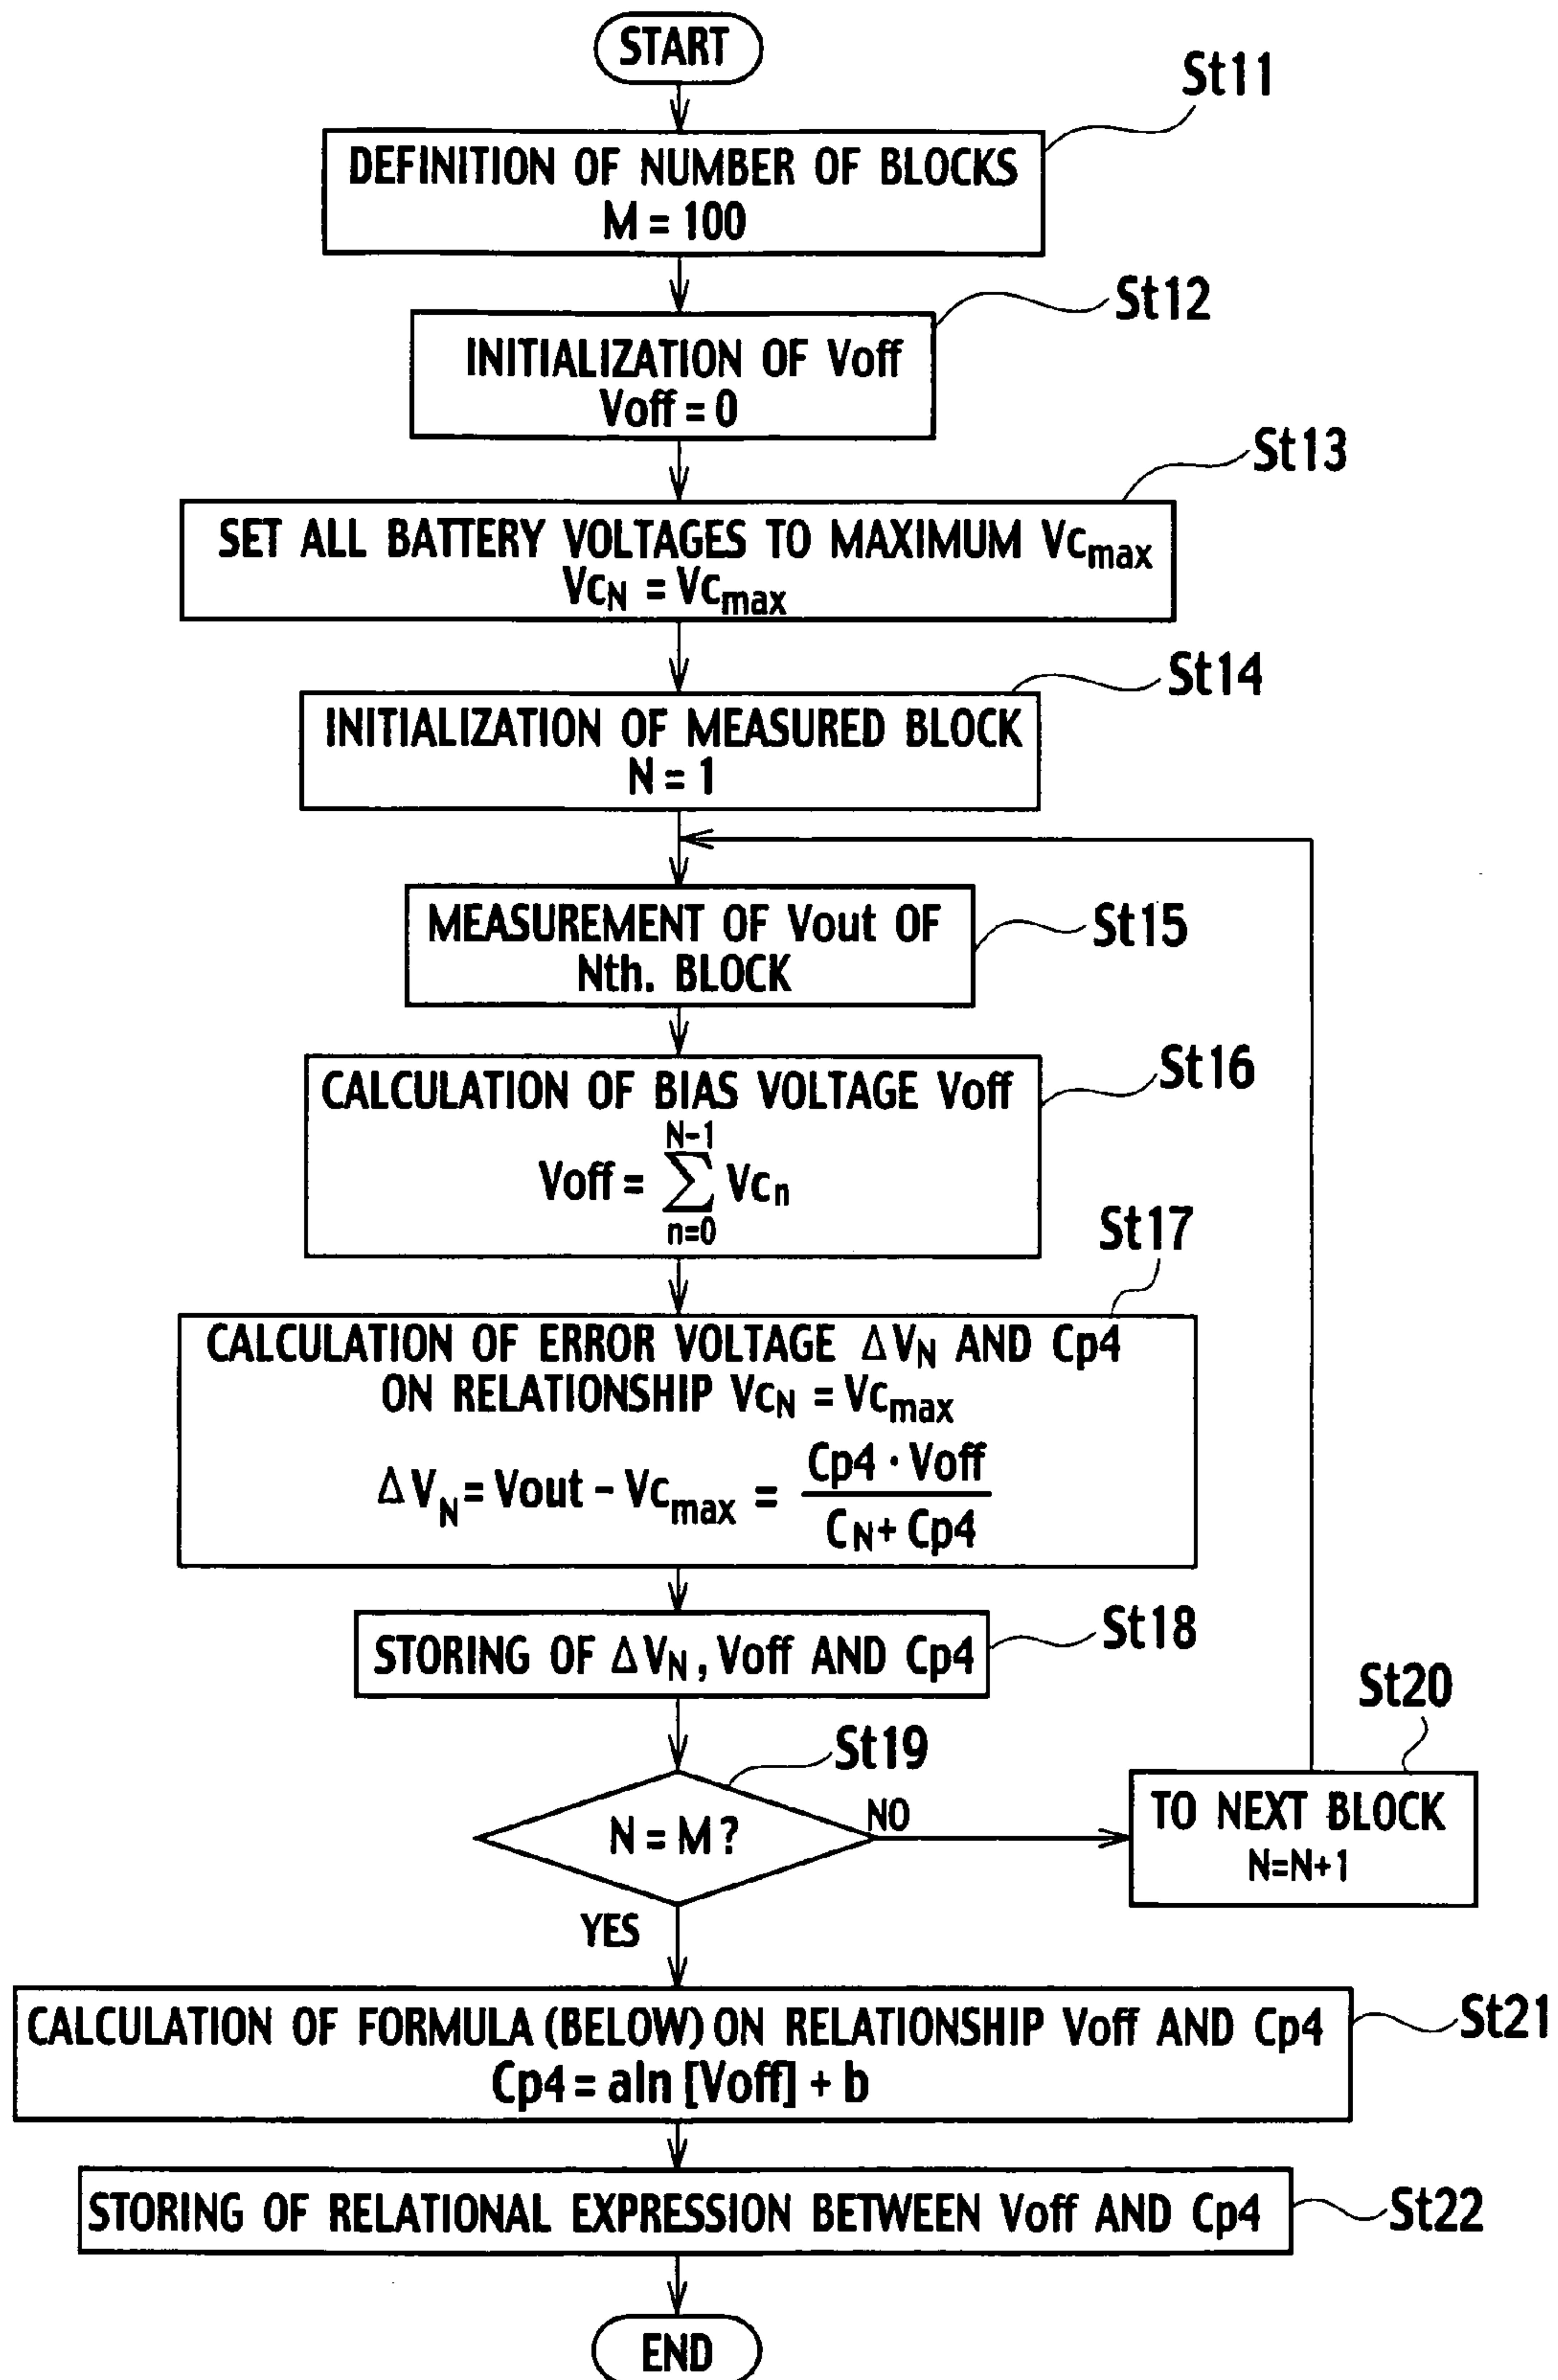 START
St11
DEFINITION OF NUMBER OF BLOCKS
M = 100
St12
INITIALIZATION OF Voff
Voff = 0
St13
SET ALL BATTERY VOLTAGES TO MAXIMUM Vcmax
VcN = Vcmax
St14
INITIALIZATION OF MEASURED BLOCK
N = 1
MEASUREMENT OF Vout OF
Nth. BLOCK
St15
St16
CALCULATION OF BIAS VOLTAGE Voff
N-1
Voff = ∑ Vcn
n=0
St17
CALCULATION OF ERROR VOLTAGE ΔVN AND Cp4
ON RELATIONSHIP VcN = Vcmax
ΔVN = Vout - Vcmax = Cp4 · Voff
CN + Cp4
St18
STORING OF ΔVN, Voff AND Cp4
St19
N = M ?
NO
St20
TO NEXT BLOCK
N=N+1
YES
St21
CALCULATION OF FORMULA (BELOW) ON RELATIONSHIP Voff AND Cp4
Cp4 = aln [Voff] + b
STORING OF RELATIONAL EXPRESSION BETWEEN Voff AND Cp4
St22
END